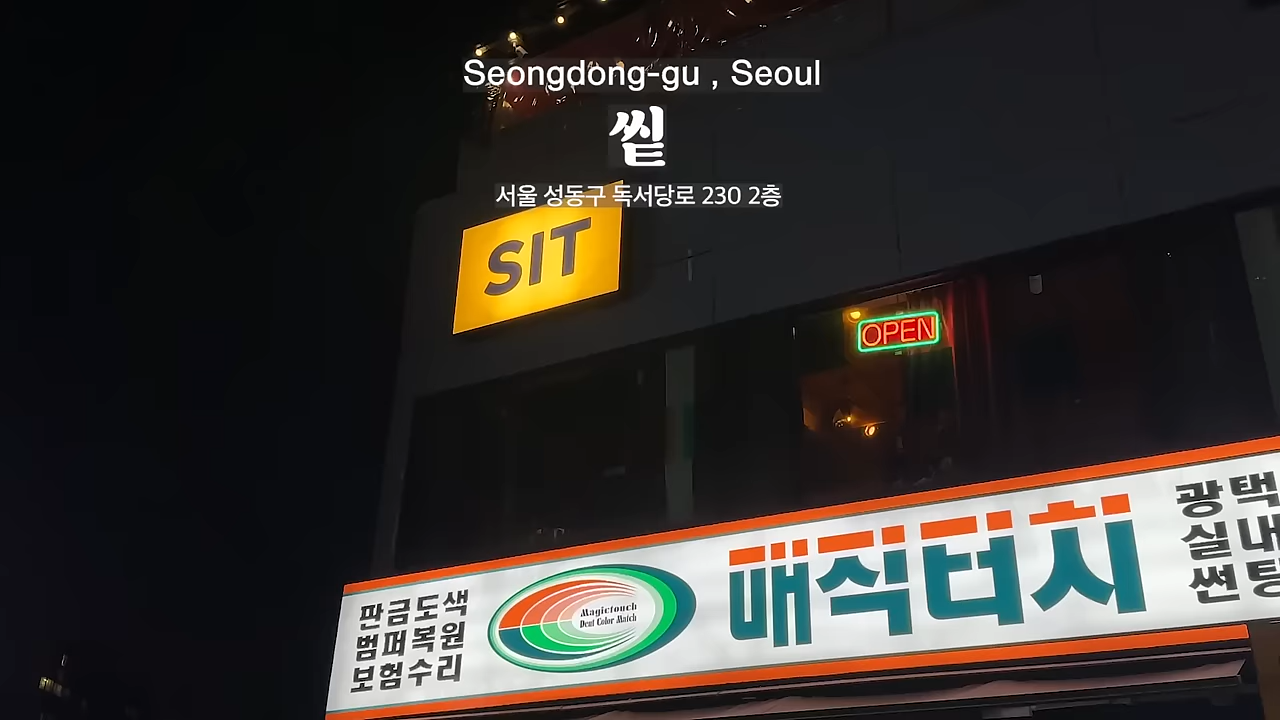 Seongdong-gu , Seoul
씥
서울 성동구 독서당로 230 2층
SIT
OPEN
판금도색
범퍼복원
보험수리
Magictouch
Dent Color Match
매직터치
광택
실내
썬팅